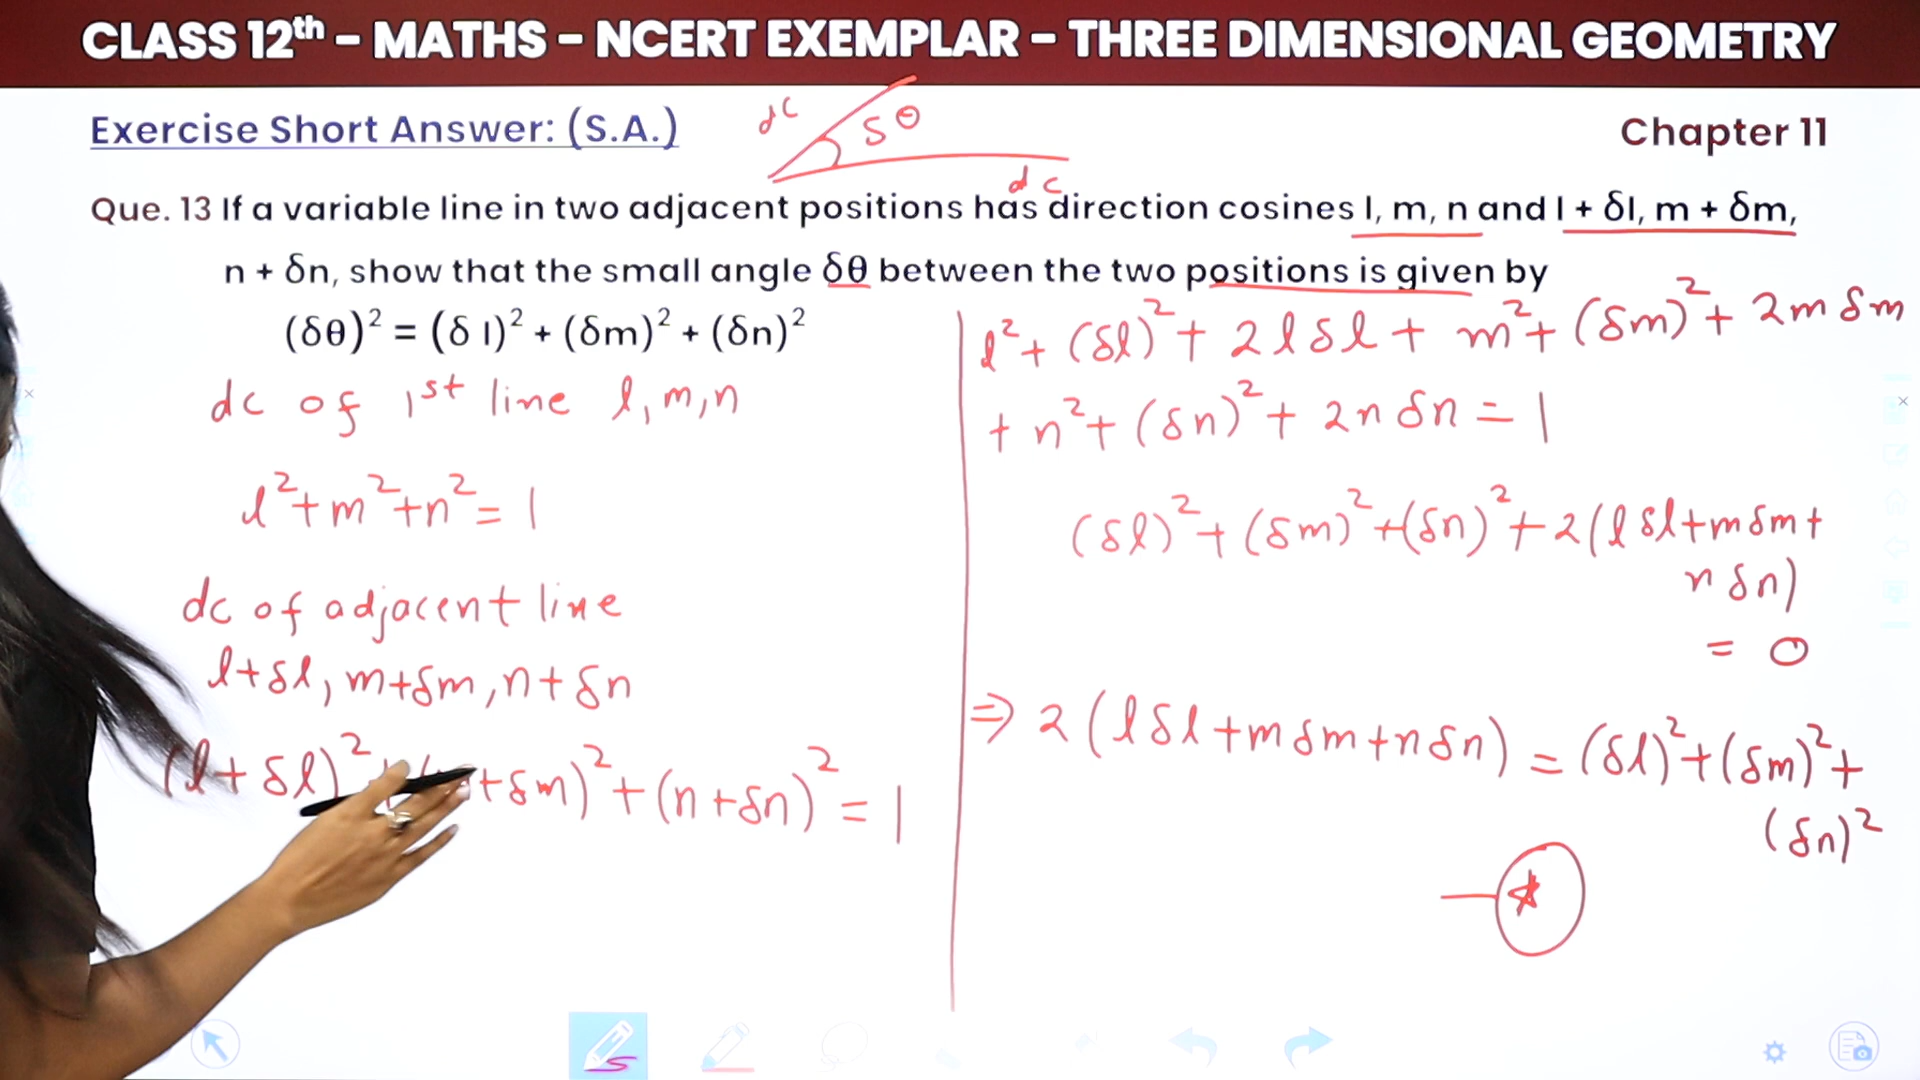 CLASS 12th – MATHS – NCERT EXEMPLAR – THREE DIMENSIONAL GEOMETRY
Exercise Short Answer: (S.A.)
dc
δθ
dc
Chapter 11
Que. 13 If a variable line in two adjacent positions has direction cosines l, m, n and l + δl, m + δm,
n + δn, show that the small angle δθ between the two positions is given by
(δθ)² = (δ l)² + (δm)² + (δn)²
dc of 1st line l, m, n
l² + m² + n² = 1
dc of adjacent line
l+δl, m+δm, n+δn
(l+δl)² + ( +δm)² + (n+δn)² = 1
l² + (δl)² + 2lδl + m² + (δm)² + 2mδm
+ n² + (δn)² + 2nδn = 1
(δl)² + (δm)² + (δn)² + 2(lδl + mδm +
nδn)
= 0
⇒ 2(lδl + mδm + nδn) = (δl)² + (δm)² +
(δn)²